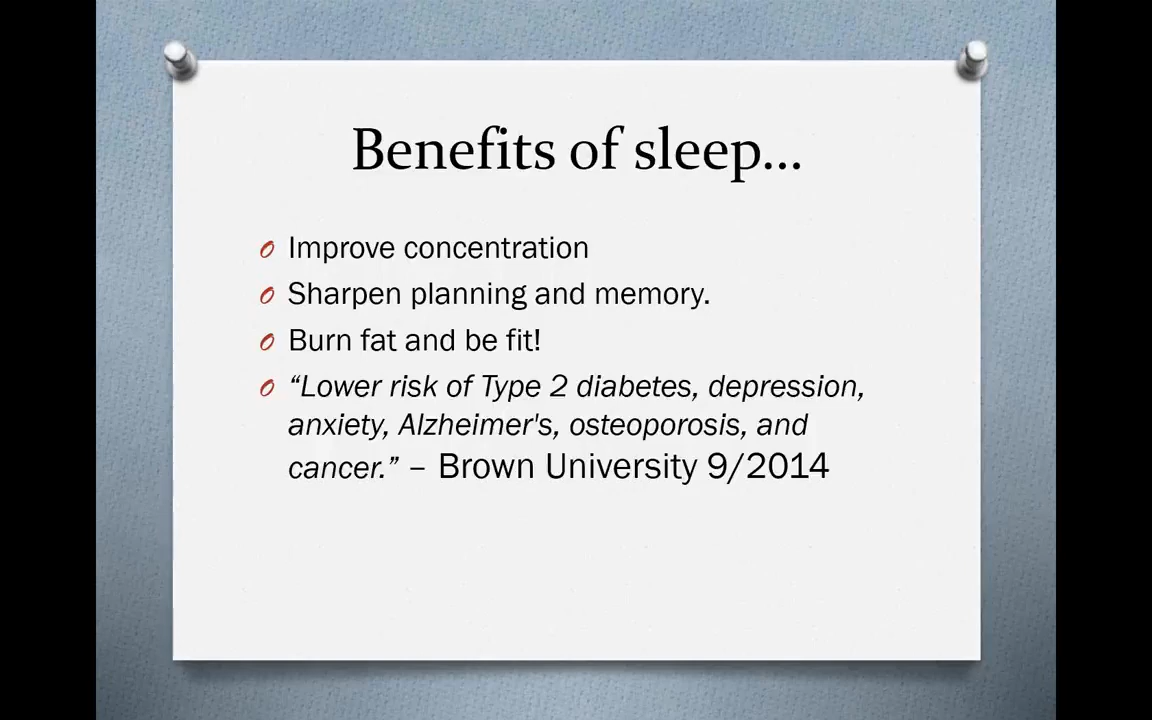 Benefits of sleep...
Improve concentration
Sharpen planning and memory.
Burn fat and be fit!
“Lower risk of Type 2 diabetes, depression,
anxiety, Alzheimer's, osteoporosis, and
cancer.” – Brown University 9/2014